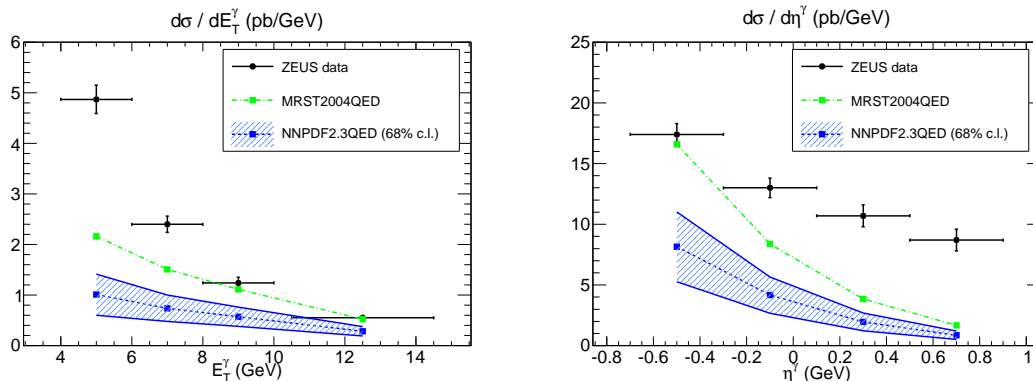 dσ / dE_T^γ (pb/GeV)
6
5
4
3
2
1
0
ZEUS data
MRST2004QED
NNPDF2.3QED (68% c.l.)
4 6 8 10 12 14
E_T^γ (GeV)
dσ / dη^γ (pb/GeV)
25
20
15
10
5
0
ZEUS data
MRST2004QED
NNPDF2.3QED (68% c.l.)
-0.8 -0.6 -0.4 -0.2 0 0.2 0.4 0.6 0.8 1
η^γ (GeV)